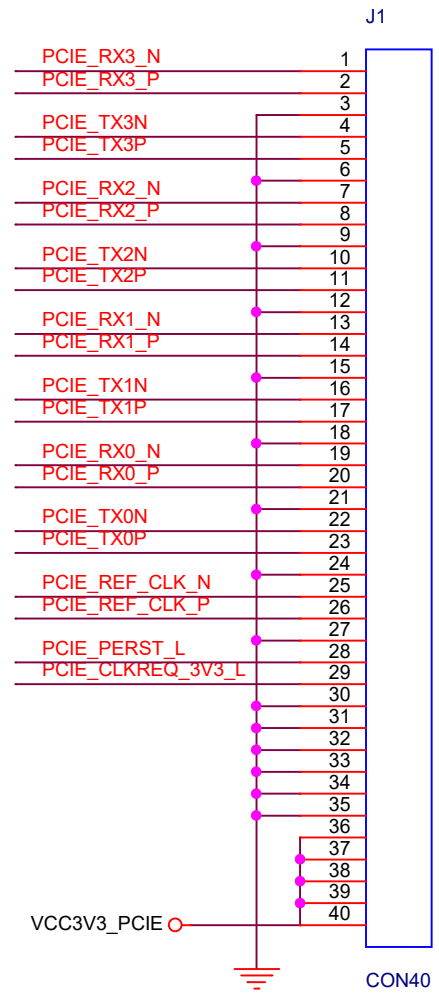 J1
PCIE_RX3_N 1
PCIE_RX3_P 2
3
PCIE_TX3N 4
PCIE_TX3P 5
6
PCIE_RX2_N 7
PCIE_RX2_P 8
9
PCIE_TX2N 10
PCIE_TX2P 11
12
PCIE_RX1_N 13
PCIE_RX1_P 14
15
PCIE_TX1N 16
PCIE_TX1P 17
18
PCIE_RX0_N 19
PCIE_RX0_P 20
21
PCIE_TX0N 22
PCIE_TX0P 23
24
PCIE_REF_CLK_N 25
PCIE_REF_CLK_P 26
27
PCIE_PERST_L 28
PCIE_CLKREQ_3V3_L 29
30
31
32
33
34
35
36
37
38
39
VCC3V3_PCIE 40
CON40